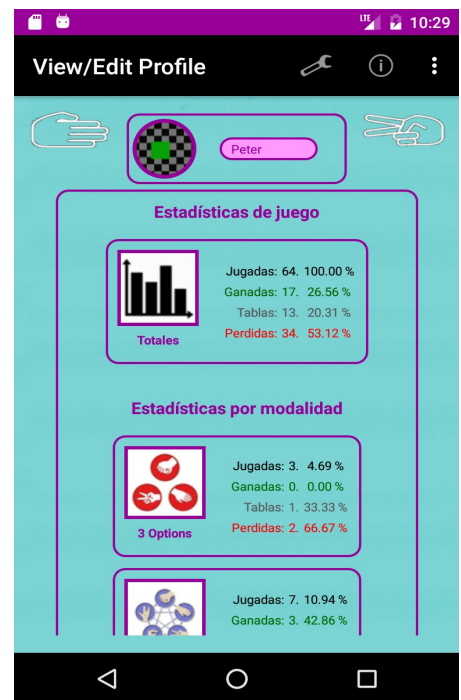 LTE 10:29
View/Edit Profile
Peter
Estadísticas de juego
Jugadas: 64. 100.00 %
Ganadas: 17. 26.56 %
Tablas: 13. 20.31 %
Perdidas: 34. 53.12 %
Totales
Estadísticas por modalidad
Jugadas: 3. 4.69 %
Ganadas: 0. 0.00 %
Tablas: 1. 33.33 %
Perdidas: 2. 66.67 %
3 Options
Jugadas: 7. 10.94 %
Ganadas: 3. 42.86 %